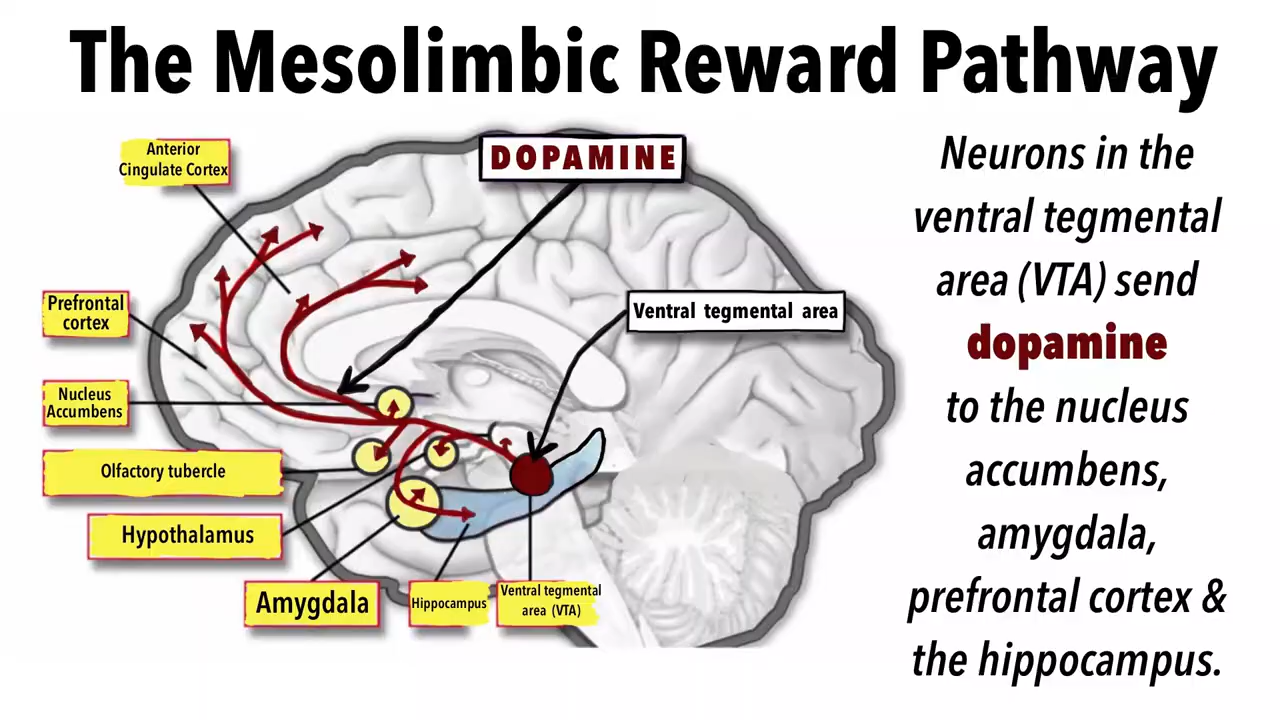 The Mesolimbic Reward Pathway
Anterior
Cingulate Cortex
DOPAMINE
Prefrontal
cortex
Ventral tegmental area
Nucleus
Accumbens
Olfactory tubercle
Hypothalamus
Amygdala
Hippocampus
Ventral tegmental
area (VTA)
Neurons in the
ventral tegmental
area (VTA) send
dopamine
to the nucleus
accumbens,
amygdala,
prefrontal cortex &
the hippocampus.